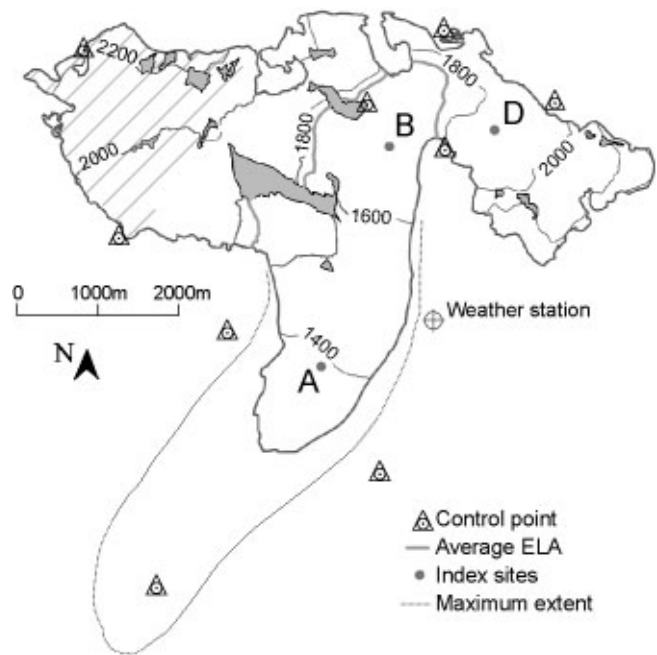 2200
1800
B
D
1800
2000
2000
1600
0 1000m 2000m
Weather station
N
1400
A
Control point
Average ELA
Index sites
Maximum extent